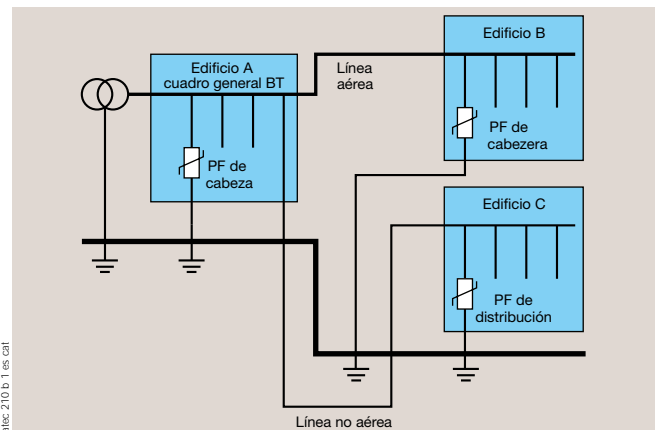 Edificio A
cuadro general BT
PF de
cabeza
Línea
aérea
Edificio B
PF de
cabezera
Edificio C
PF de
distribución
Línea no aérea
210 b 1 es cat